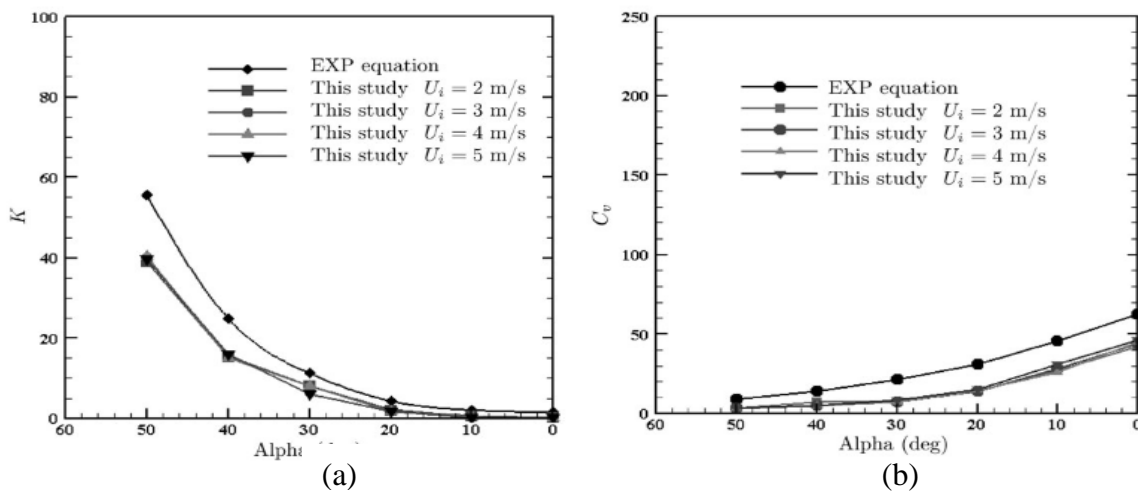 100
80
60
40
20
0
K
60 50 40 30 20 10 0
EXP equation
This study U_i = 2 m/s
This study U_i = 3 m/s
This study U_i = 4 m/s
This study U_i = 5 m/s
(a)
250
200
150
100
50
0
C_v
60 50 40 30 20 10 0
Alpha (deg)
EXP equation
This study U_i = 2 m/s
This study U_i = 3 m/s
This study U_i = 4 m/s
This study U_i = 5 m/s
(b)